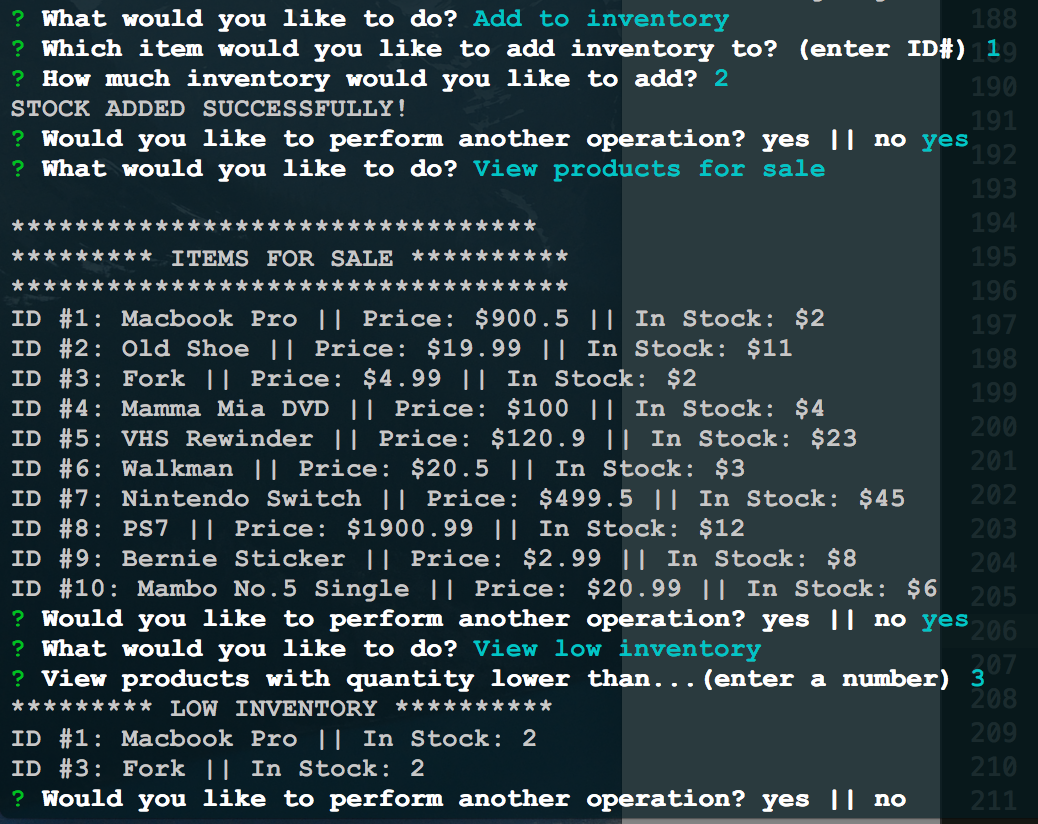 ? What would you like to do? Add to inventory
? Which item would you like to add inventory to? (enter ID#) 1
? How much inventory would you like to add? 2
STOCK ADDED SUCCESSFULLY!
? Would you like to perform another operation? yes || no yes
? What would you like to do? View products for sale
*********************************
********* ITEMS FOR SALE **********
***********************************
ID #1: Macbook Pro || Price: $900.5 || In Stock: $2
ID #2: Old Shoe || Price: $19.99 || In Stock: $11
ID #3: Fork || Price: $4.99 || In Stock: $2
ID #4: Mamma Mia DVD || Price: $100 || In Stock: $4
ID #5: VHS Rewinder || Price: $120.9 || In Stock: $23
ID #6: Walkman || Price: $20.5 || In Stock: $3
ID #7: Nintendo Switch || Price: $499.5 || In Stock: $45
ID #8: PS7 || Price: $1900.99 || In Stock: $12
ID #9: Bernie Sticker || Price: $2.99 || In Stock: $8
ID #10: Mambo No.5 Single || Price: $20.99 || In Stock: $6
? Would you like to perform another operation? yes || no yes
? What would you like to do? View low inventory
? View products with quantity lower than...(enter a number) 3
********* LOW INVENTORY **********
ID #1: Macbook Pro || In Stock: 2
ID #3: Fork || In Stock: 2
? Would you like to perform another operation? yes || no
188
189
190
191
192
193
194
195
196
197
198
199
200
201
202
203
204
205
206
207
208
209
210
211